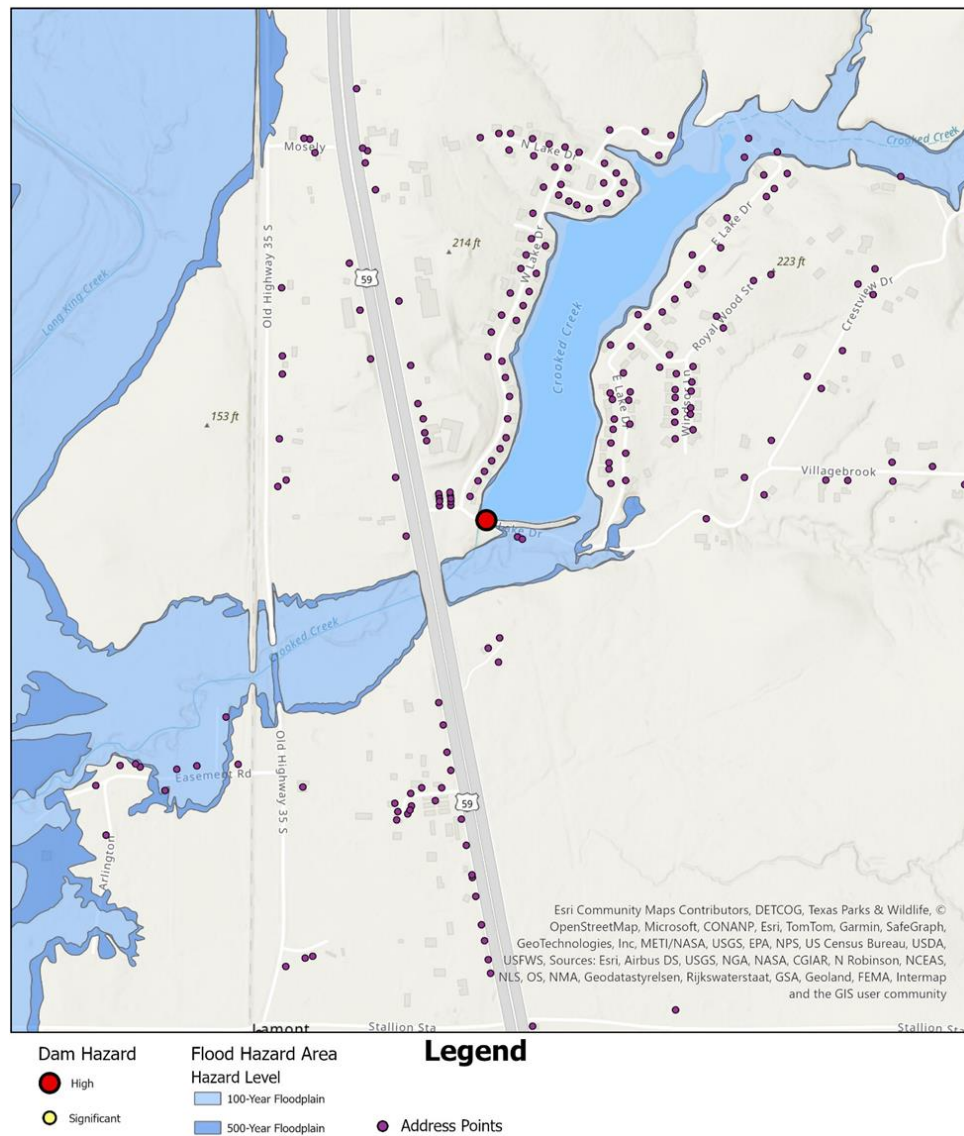 Crooked Creek
Mosely
N Lake Dr
214 ft
E Lake Dr
W Lake Dr
59
223 ft
Old Highway 35 S
Long King Creek
Crestview Dr
Royal Wood St
Crooked Creek
153 ft
E Lake Dr
Windsor Ln
Villagebrook
Lake Dr
Crooked Creek
Old Highway 35 S
Easement Rd
59
Arlington
Esri Community Maps Contributors, DETCOG, Texas Parks & Wildlife, ©
OpenStreetMap, Microsoft, CONANP, Esri, TomTom, Garmin, SafeGraph,
GeoTechnologies, Inc, METI/NASA, USGS, EPA, NPS, US Census Bureau, USDA,
USFWS, Sources: Esri, Airbus DS, USGS, NGA, NASA, CGIAR, N Robinson, NCEAS,
NLS, OS, NMA, Geodatastyrelsen, Rijkswaterstaat, GSA, Geoland, FEMA, Intermap
and the GIS user community
Lamont
Stallion Sta
Stallion Sta
Legend
Dam Hazard
High
Significant
Flood Hazard Area
Hazard Level
100-Year Floodplain
500-Year Floodplain
Address Points